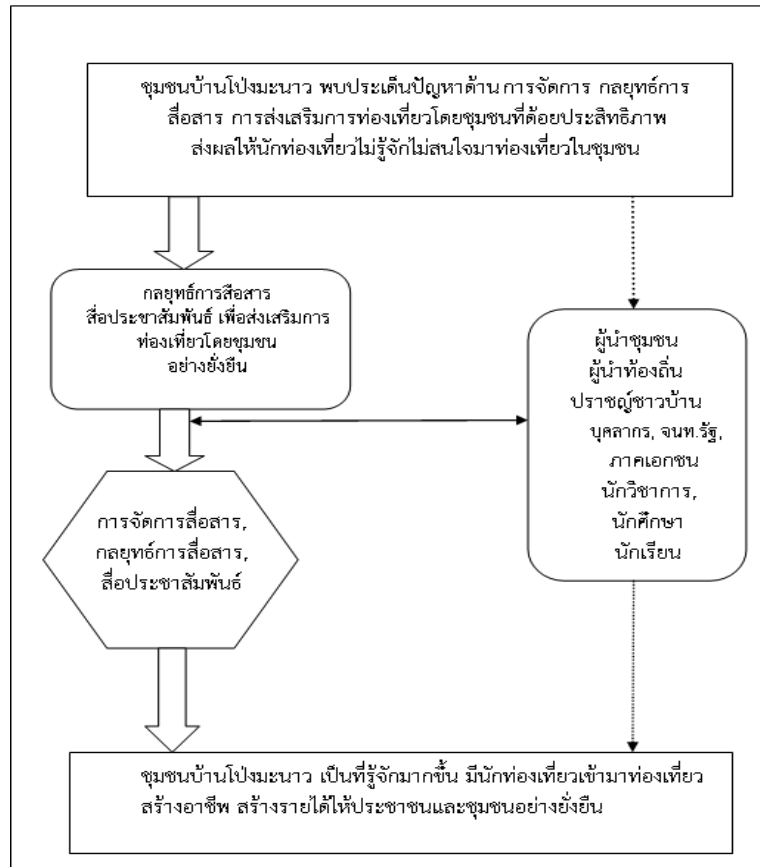 ชุมชนบ้านโป่งมะนาว พบประเด็นปัญหาด้าน การจัดการ กลยุทธ์การ
สื่อสาร การส่งเสริมการท่องเที่ยวโดยชุมชนที่ด้อยประสิทธิภาพ
ส่งผลให้นักท่องเที่ยวไม่รู้จักไม่สนใจมาท่องเที่ยวในชุมชน
กลยุทธ์การสื่อสาร
สื่อประชาสัมพันธ์ เพื่อส่งเสริมการ
ท่องเที่ยวโดยชุมชน
อย่างยั่งยืน
ผู้นำชุมชน
ผู้นำท้องถิ่น
ปราชญ์ชาวบ้าน
บุคลากร, จนท.รัฐ,
ภาคเอกชน
นักวิชาการ,
นักศึกษา
นักเรียน
การจัดการสื่อสาร,
กลยุทธ์การสื่อสาร,
สื่อประชาสัมพันธ์
ชุมชนบ้านโป่งมะนาว เป็นที่รู้จักมากขึ้น มีนักท่องเที่ยวเข้ามาท่องเที่ยว
สร้างอาชีพ สร้างรายได้ให้ประชาชนและชุมชนอย่างยั่งยืน